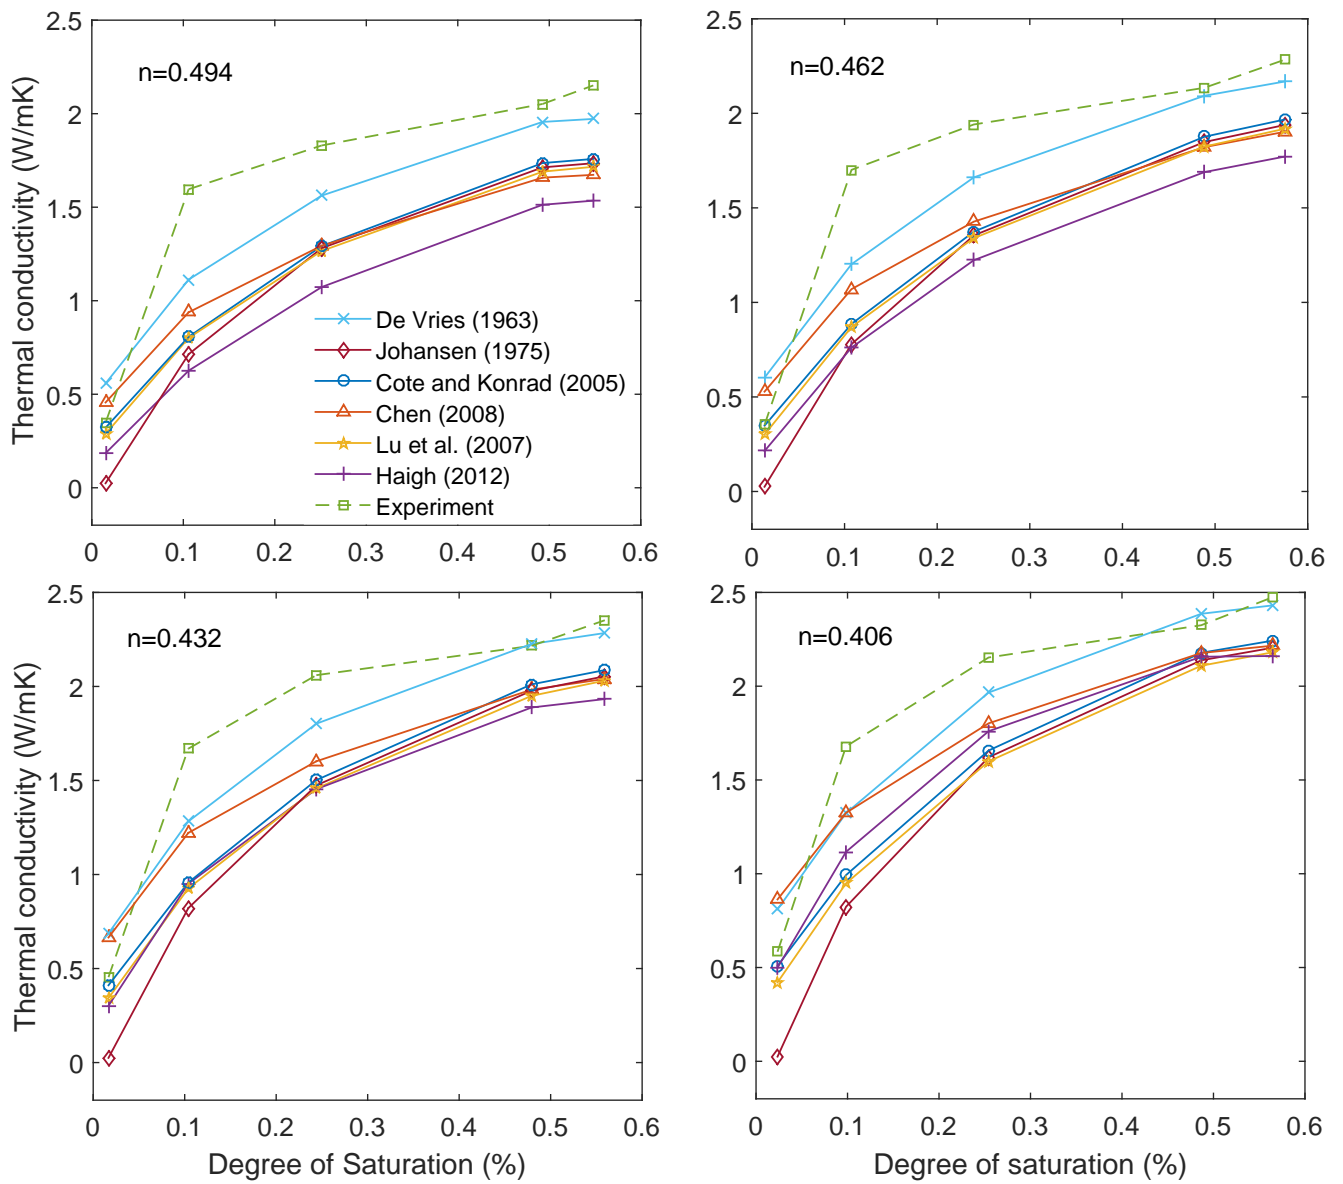 2.5
2
1.5
1
0.5
0
Thermal conductivity (W/mK)
n=0.494
De Vries (1963)
Johansen (1975)
Cote and Konrad (2005)
Chen (2008)
Lu et al. (2007)
Haigh (2012)
Experiment
0 0.1 0.2 0.3 0.4 0.5 0.6
2.5
2
1.5
1
0.5
0
n=0.462
0 0.1 0.2 0.3 0.4 0.5 0.6
2.5
2
1.5
1
0.5
0
Thermal conductivity (W/mK)
n=0.432
0 0.1 0.2 0.3 0.4 0.5 0.6
Degree of Saturation (%)
2.5
2
1.5
1
0.5
0
n=0.406
0 0.1 0.2 0.3 0.4 0.5 0.6
Degree of saturation (%)